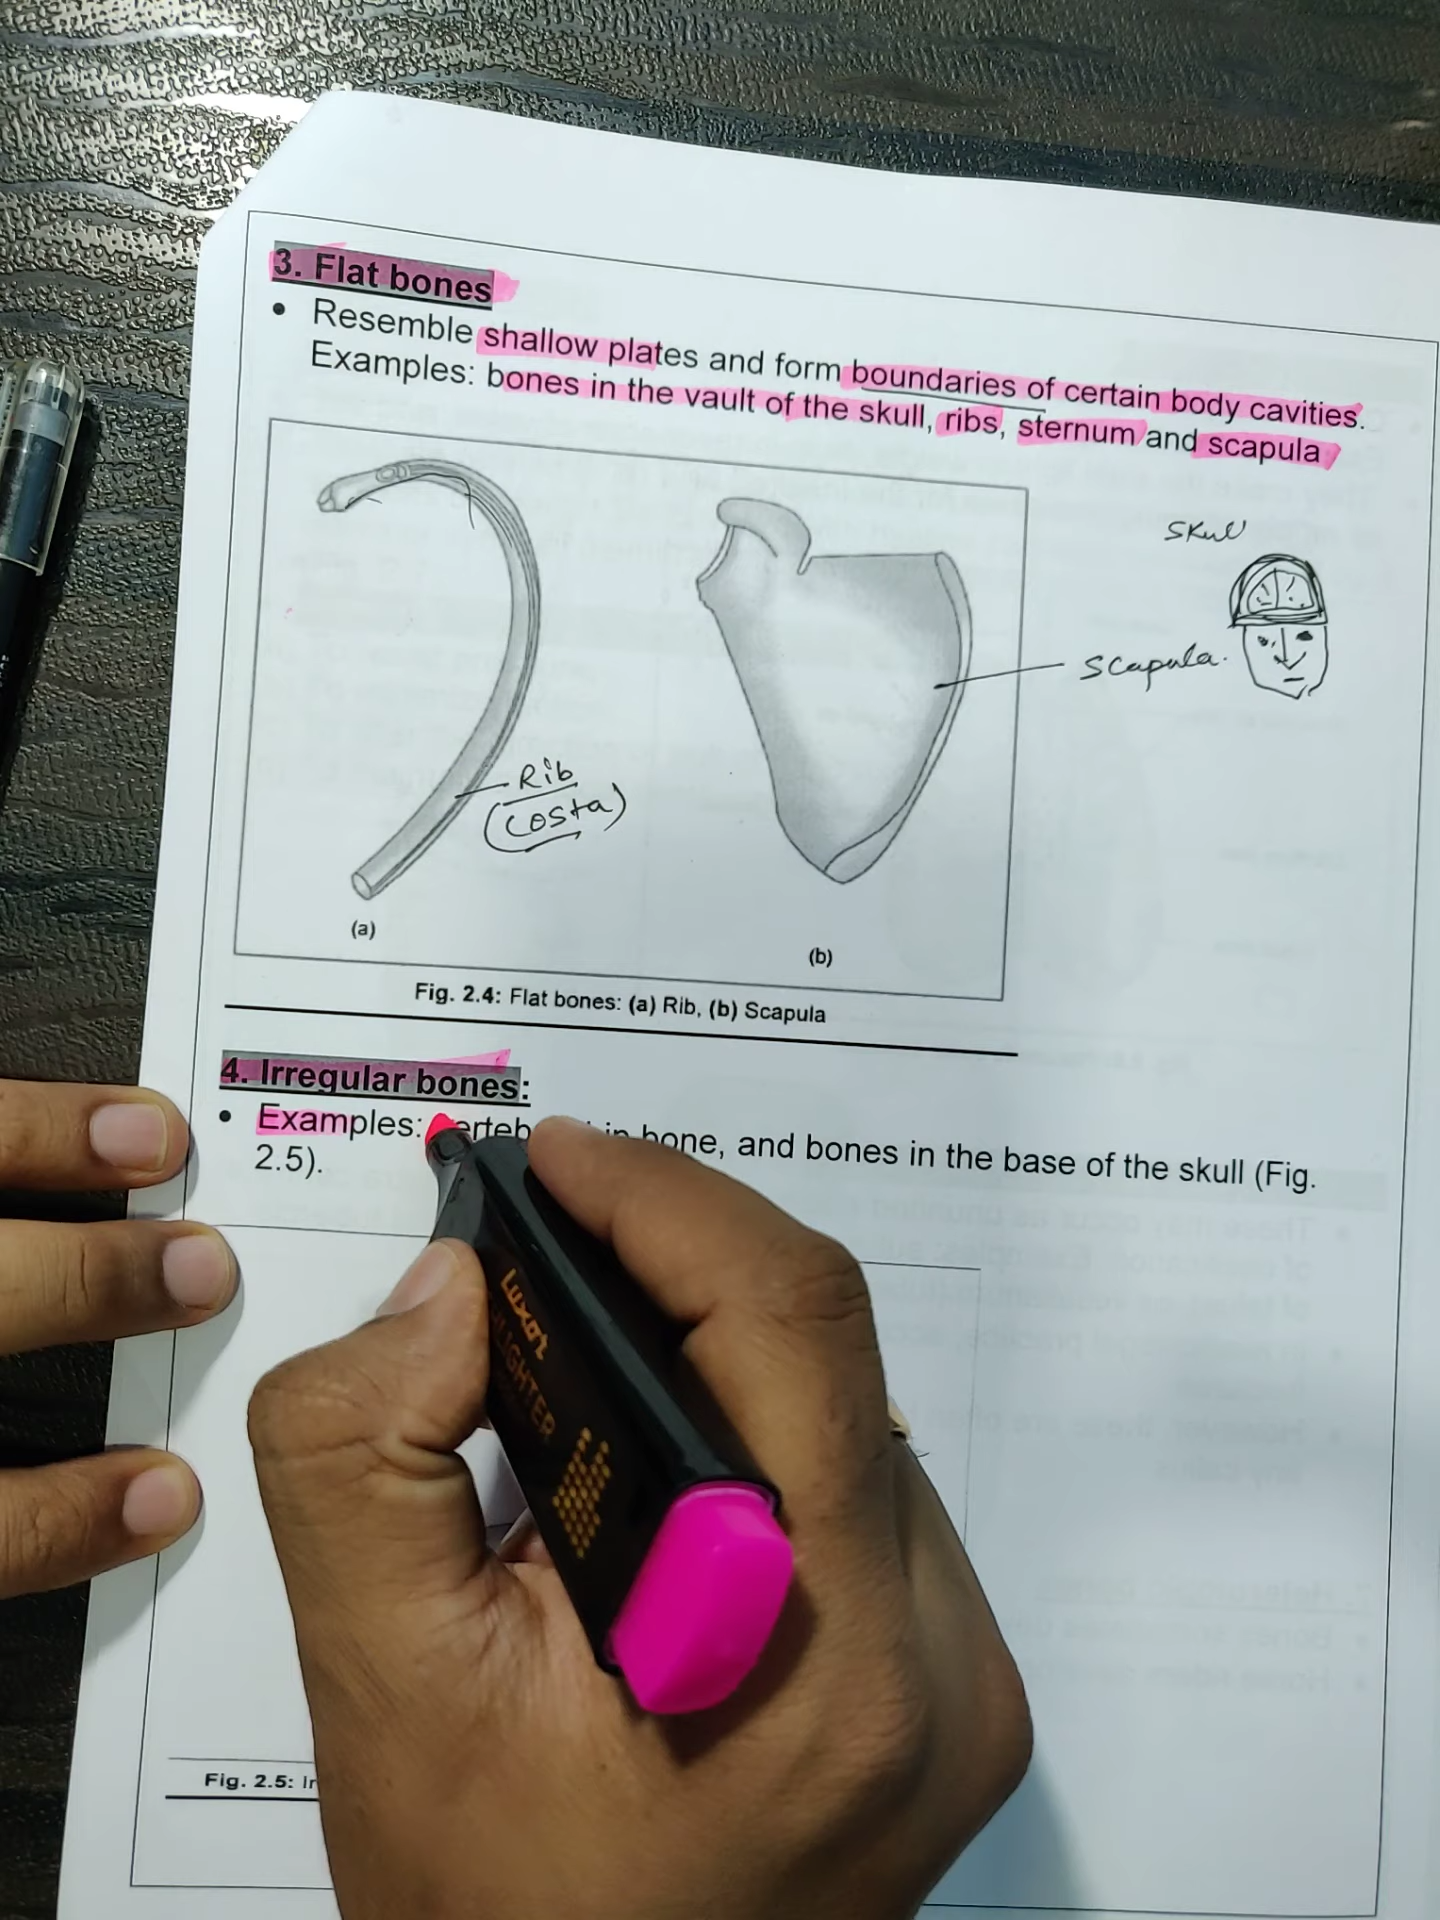 3. Flat bones
• Resemble shallow plates and form boundaries of certain body cavities.
Examples: bones in the vault of the skull, ribs, sternum and scapula
Skull
Scapula.
Rib
(Costa)
(a)
(b)
Fig. 2.4: Flat bones: (a) Rib, (b) Scapula
4. Irregular bones:
• Examples: bone, and bones in the base of the skull (Fig.
2.5).
Luxor
HIGHLIGHTER
Fig. 2.5: